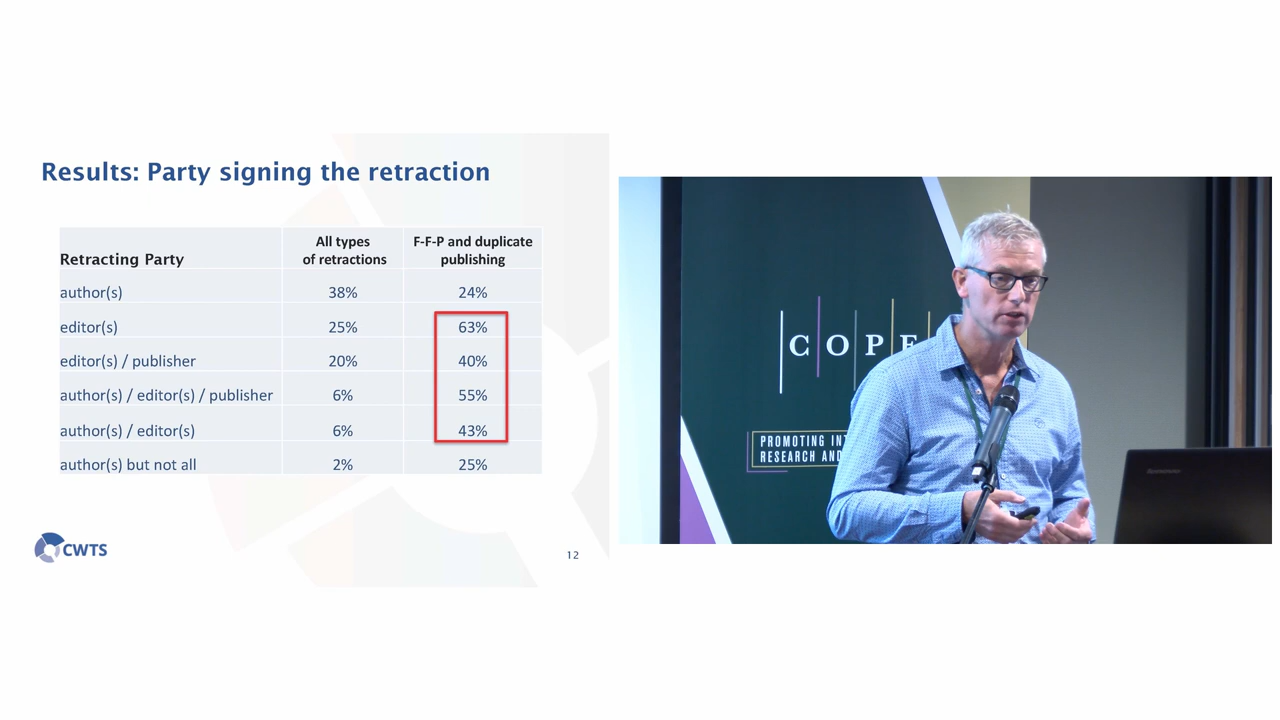 Results: Party signing the retraction
Retracting Party All types of retractions F-F-P and duplicate publishing
author(s) 38% 24%
editor(s) 25% 63%
editor(s) / publisher 20% 40%
author(s) / editor(s) / publisher 6% 55%
author(s) / editor(s) 6% 43%
author(s) but not all 2% 25%
CWTS
12
COPE
PROMOTING
RESEARCH AND
lenovo